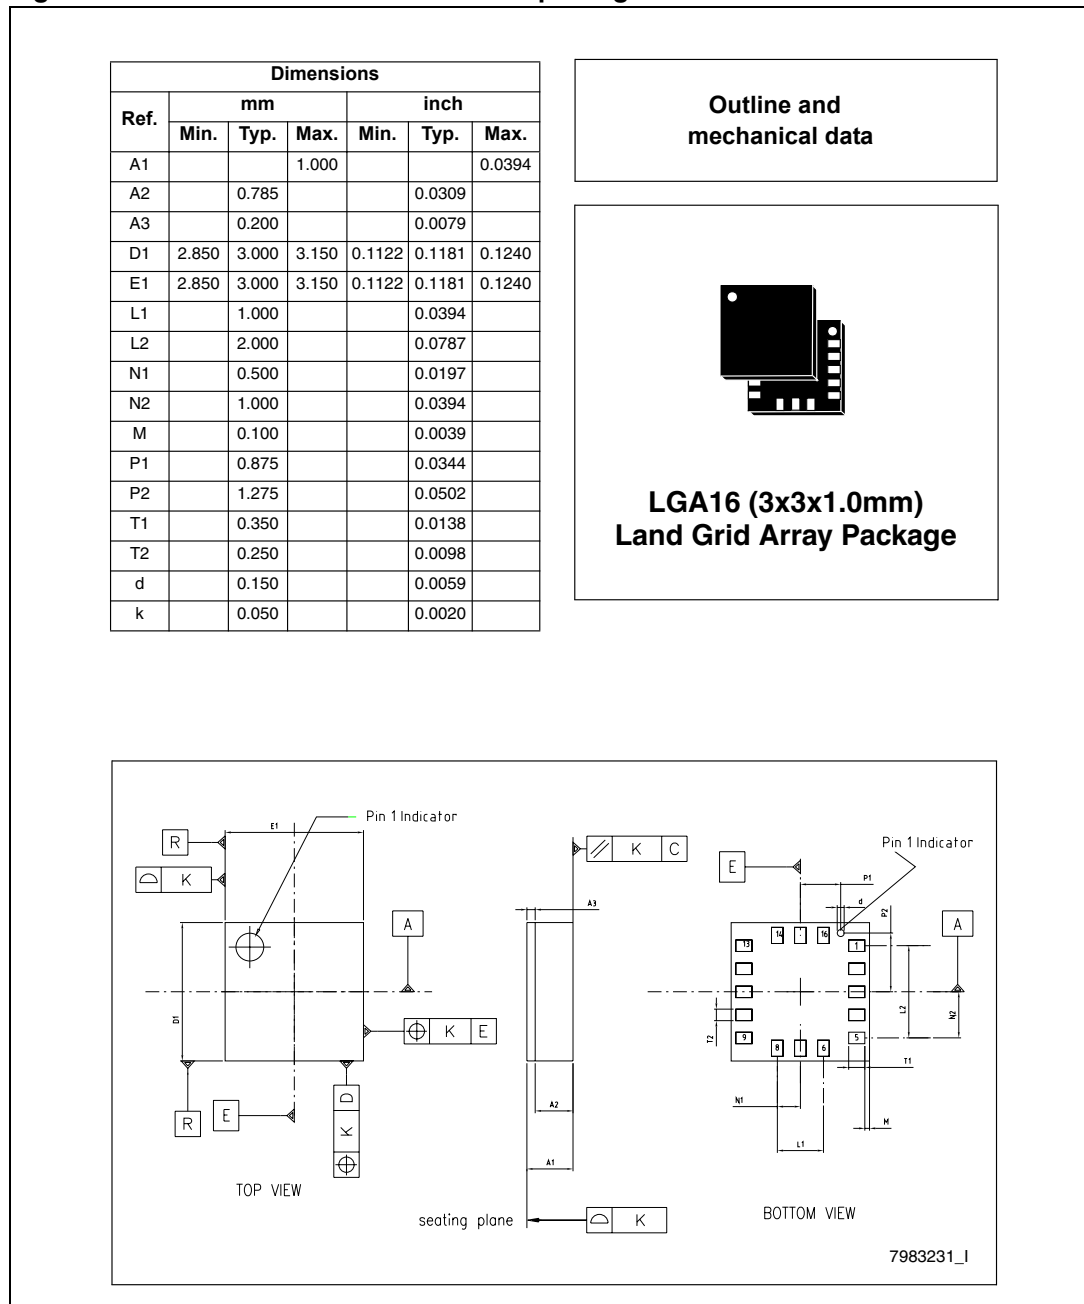 Dimensions
Ref. mm inch
Min. Typ. Max. Min. Typ. Max.
A1 1.000 0.0394
A2 0.785 0.0309
A3 0.200 0.0079
D1 2.850 3.000 3.150 0.1122 0.1181 0.1240
E1 2.850 3.000 3.150 0.1122 0.1181 0.1240
L1 1.000 0.0394
L2 2.000 0.0787
N1 0.500 0.0197
N2 1.000 0.0394
M 0.100 0.0039
P1 0.875 0.0344
P2 1.275 0.0502
T1 0.350 0.0138
T2 0.250 0.0098
d 0.150 0.0059
k 0.050 0.0020
Outline and
mechanical data
LGA16 (3x3x1.0mm)
Land Grid Array Package
Pin 1 Indicator
E1
R
K
A
D1
K E
R
E
K D
TOP VIEW
K C
A3
A2
A1
seating plane
K
Pin 1 Indicator
E
P1
d
P2
A
14 16
13 1
L2
N2
T2
9 5
8 6
T1
N1
M
L1
BOTTOM VIEW
7983231_I